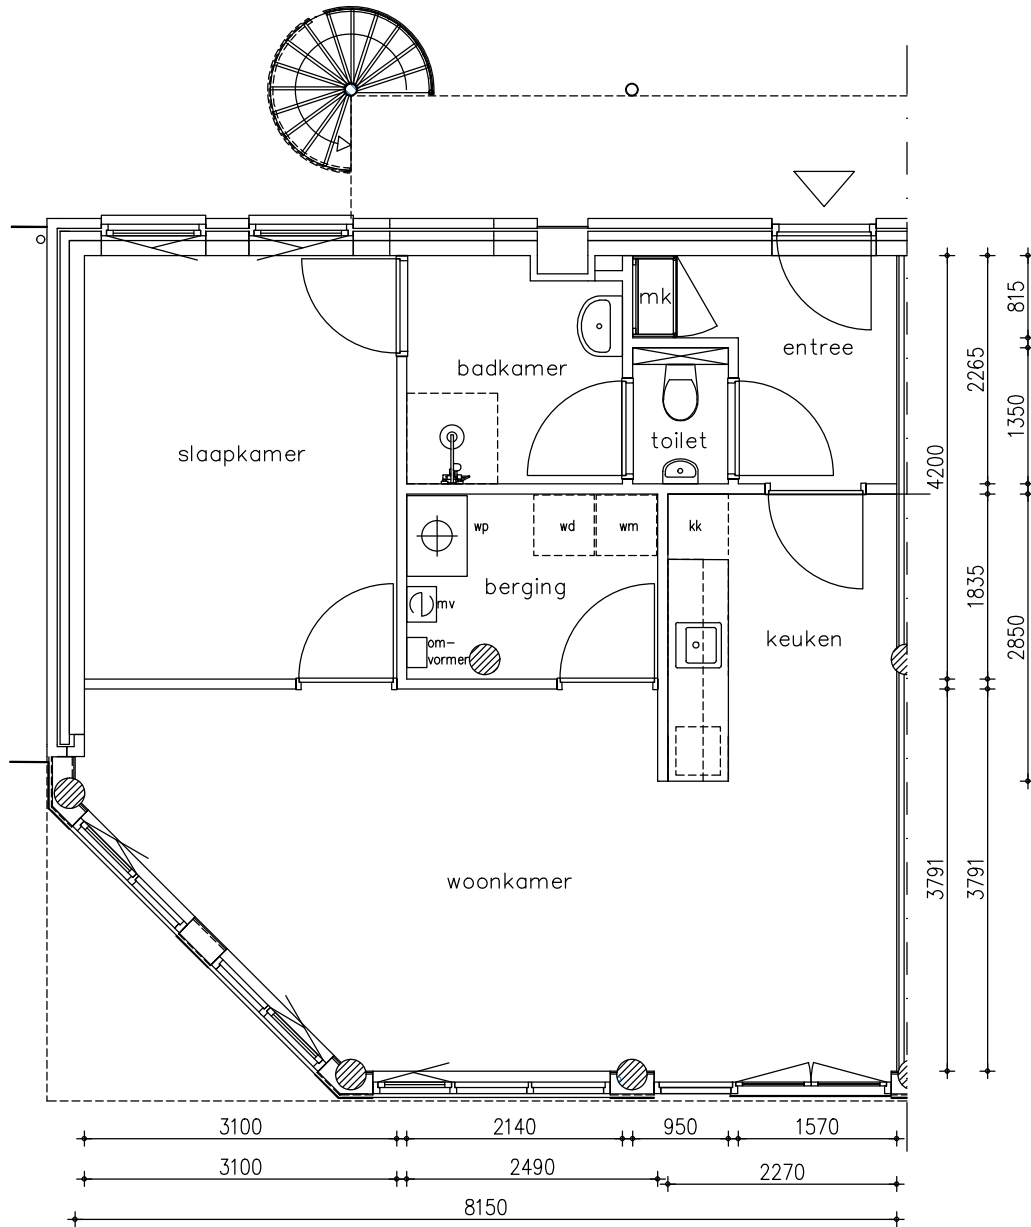 mk
entree
badkamer
toilet
slaapkamer
wp
wd
wm
kk
berging
mv
om-
vormer
keuken
woonkamer
815
2265
1350
4200
1835
2850
3791
3791
3100
2140
950
1570
3100
2490
2270
8150